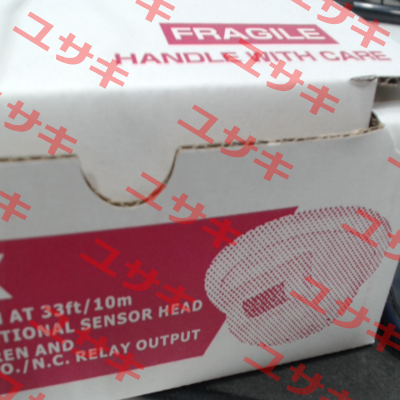 FRAGILE
HANDLE WITH CARE
AT 33ft/10m
TIONAL SENSOR HEAD
REN AND
O./N.C. RELAY OUTPUT
ユサキ